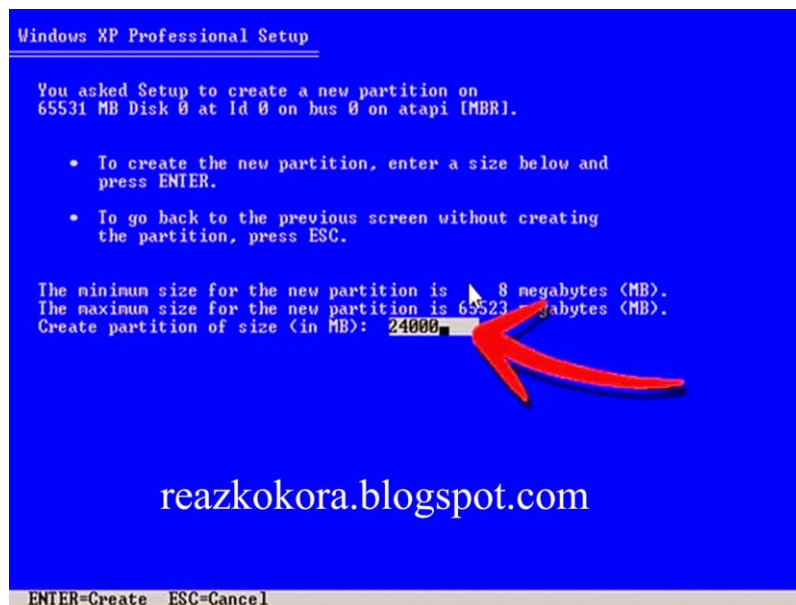 Windows XP Professional Setup
You asked Setup to create a new partition on
65531 MB Disk 0 at Id 0 on bus 0 on atapi [MBR].
• To create the new partition, enter a size below and
press ENTER.
• To go back to the previous screen without creating
the partition, press ESC.
The minimum size for the new partition is 8 megabytes (MB).
The maximum size for the new partition is 65523 megabytes (MB).
Create partition of size (in MB): 24000
reazkokora.blogspot.com
ENTER=Create ESC=Cancel